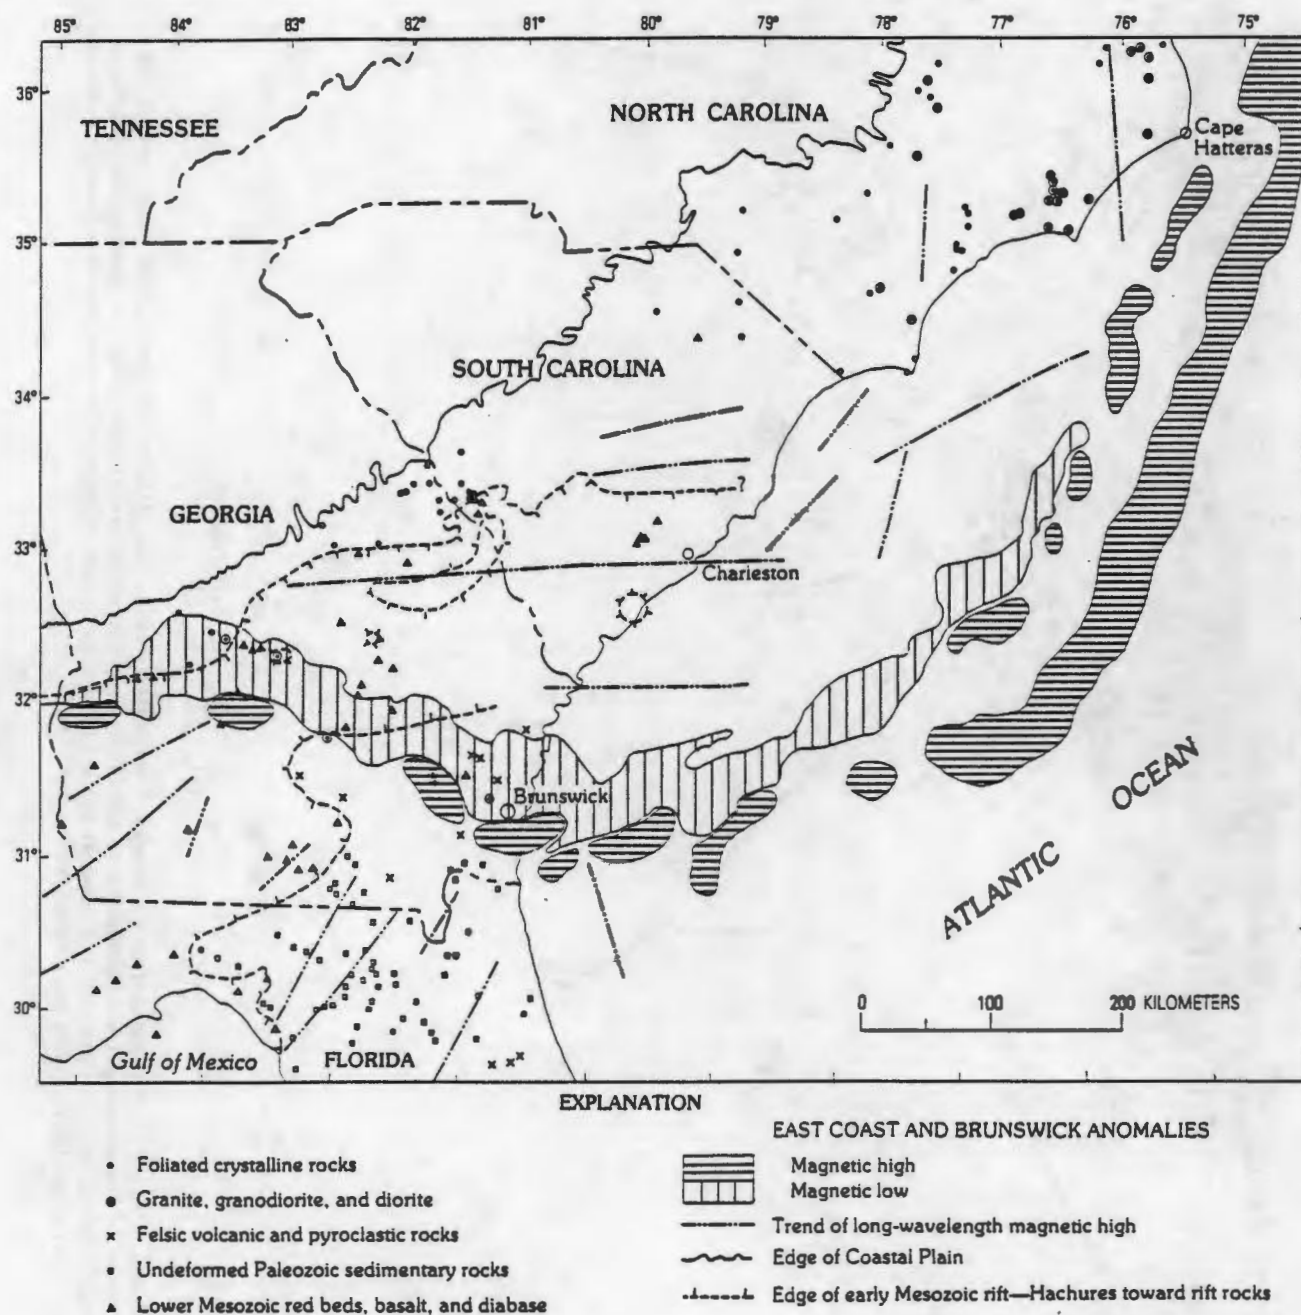 85° 84° 83° 82° 81° 80° 79° 78° 77° 76° 75°
36°
TENNESSEE
NORTH CAROLINA
Cape
Hatteras
35°
SOUTH CAROLINA
34°
GEORGIA
?
33°
Charleston
32°
OCEAN
Brunswick
31°
ATLANTIC
30°
0 100 200 KILOMETERS
Gulf of Mexico
FLORIDA
EXPLANATION
Foliated crystalline rocks
Granite, granodiorite, and diorite
Felsic volcanic and pyroclastic rocks
Undeformed Paleozoic sedimentary rocks
Lower Mesozoic red beds, basalt, and diabase
EAST COAST AND BRUNSWICK ANOMALIES
Magnetic high
Magnetic low
Trend of long-wavelength magnetic high
Edge of Coastal Plain
Edge of early Mesozoic rift—Hachures toward rift rocks